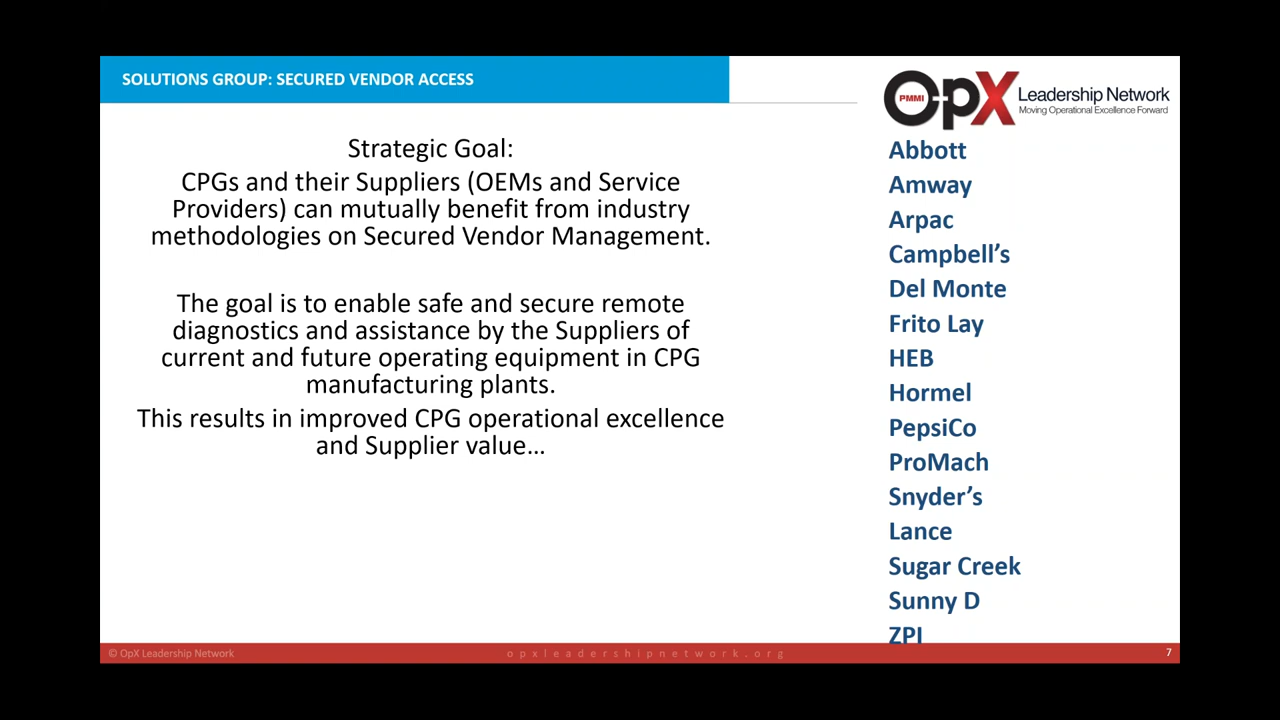 SOLUTIONS GROUP: SECURED VENDOR ACCESS
PMMI
OpX
Leadership Network
Moving Operational Excellence Forward
Strategic Goal:
CPGs and their Suppliers (OEMs and Service
Providers) can mutually benefit from industry
methodologies on Secured Vendor Management.
The goal is to enable safe and secure remote
diagnostics and assistance by the Suppliers of
current and future operating equipment in CPG
manufacturing plants.
This results in improved CPG operational excellence
and Supplier value…
Abbott
Amway
Arpac
Campbell’s
Del Monte
Frito Lay
HEB
Hormel
PepsiCo
ProMach
Snyder’s
Lance
Sugar Creek
Sunny D
ZPI
© OpX Leadership Network
opxleadershipnetwork.org
7